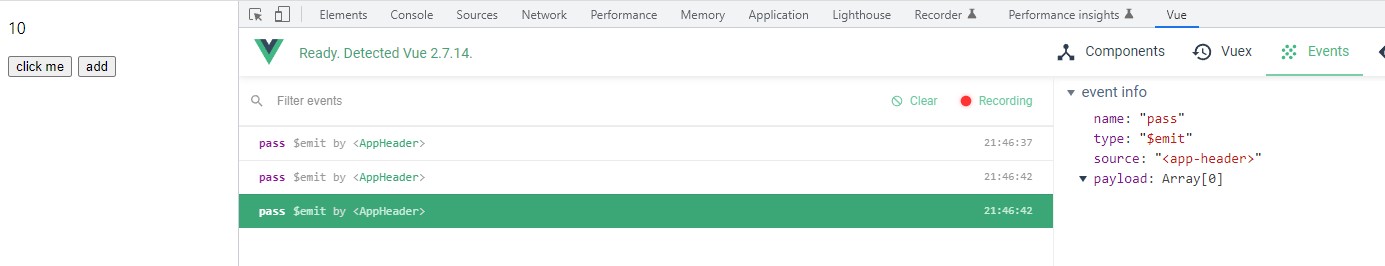 10
click me add
Elements Console Sources Network Performance Memory Application Lighthouse Recorder Performance insights Vue
Ready. Detected Vue 2.7.14.
Components Vuex Events
Filter events Clear Recording
pass $emit by <AppHeader> 21:46:37
pass $emit by <AppHeader> 21:46:42
pass $emit by <AppHeader> 21:46:42
event info
name: "pass"
type: "$emit"
source: "<app-header>"
payload: Array[0]